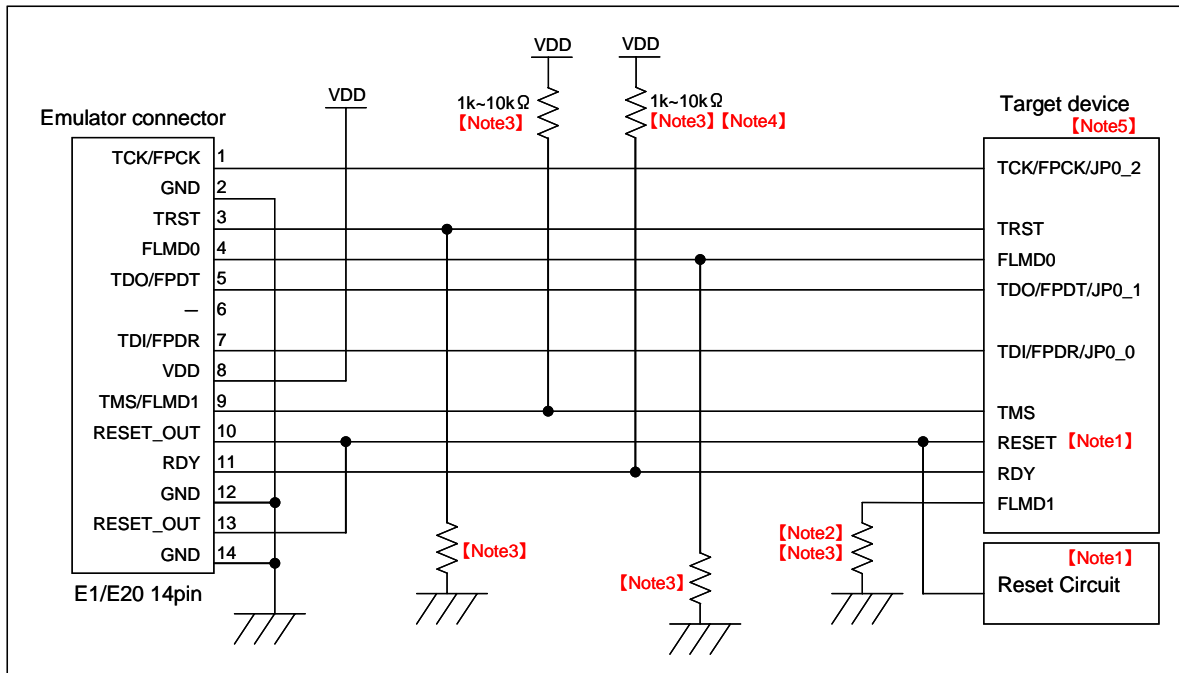 VDD
VDD
VDD
1k~10kΩ
【Note3】
1k~10kΩ
【Note3】【Note4】
Emulator connector
Target device
【Note5】
TCK/FPCK 1
GND 2
TRST 3
FLMD0 4
TDO/FPDT 5
— 6
TDI/FPDR 7
VDD 8
TMS/FLMD1 9
RESET_OUT 10
RDY 11
GND 12
RESET_OUT 13
GND 14
E1/E20 14pin
TCK/FPCK/JP0_2
TRST
FLMD0
TDO/FPDT/JP0_1
TDI/FPDR/JP0_0
TMS
RESET 【Note1】
RDY
FLMD1
【Note3】
【Note3】
【Note2】
【Note3】
【Note1】
Reset Circuit